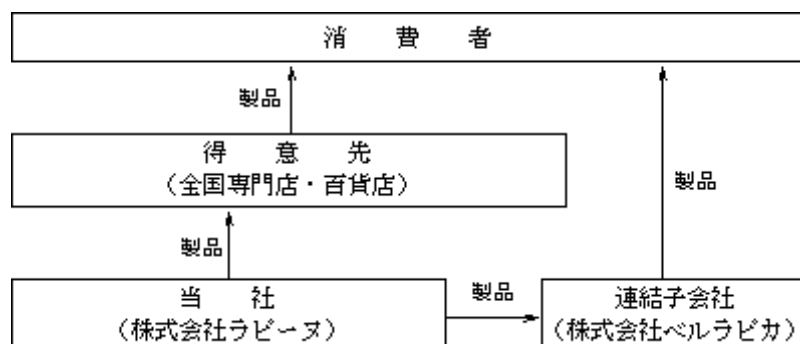 消費者
製品
得意先
(全国専門店・百貨店)
製品
製品
当社
(株式会社ラピーヌ)
製品
連結子会社
(株式会社ベルラピカ)